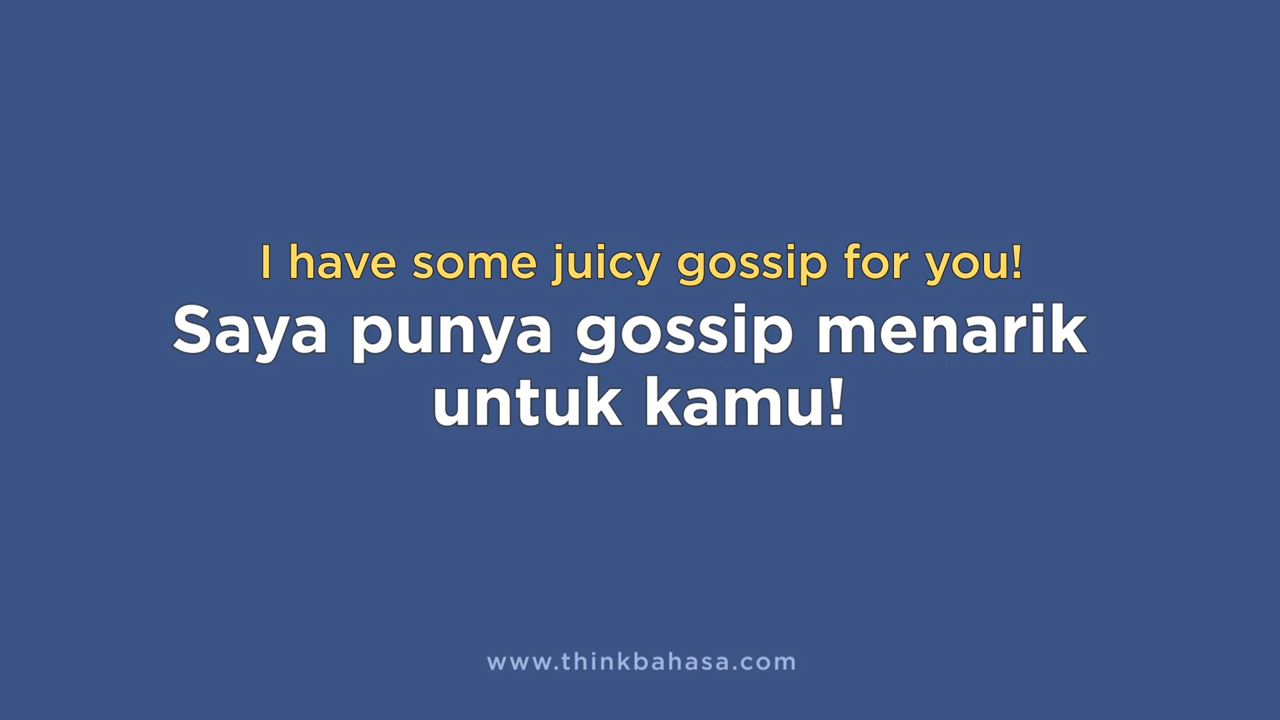 I have some juicy gossip for you!
Saya punya gossip menarik
untuk kamu!
www.thinkbahasa.com